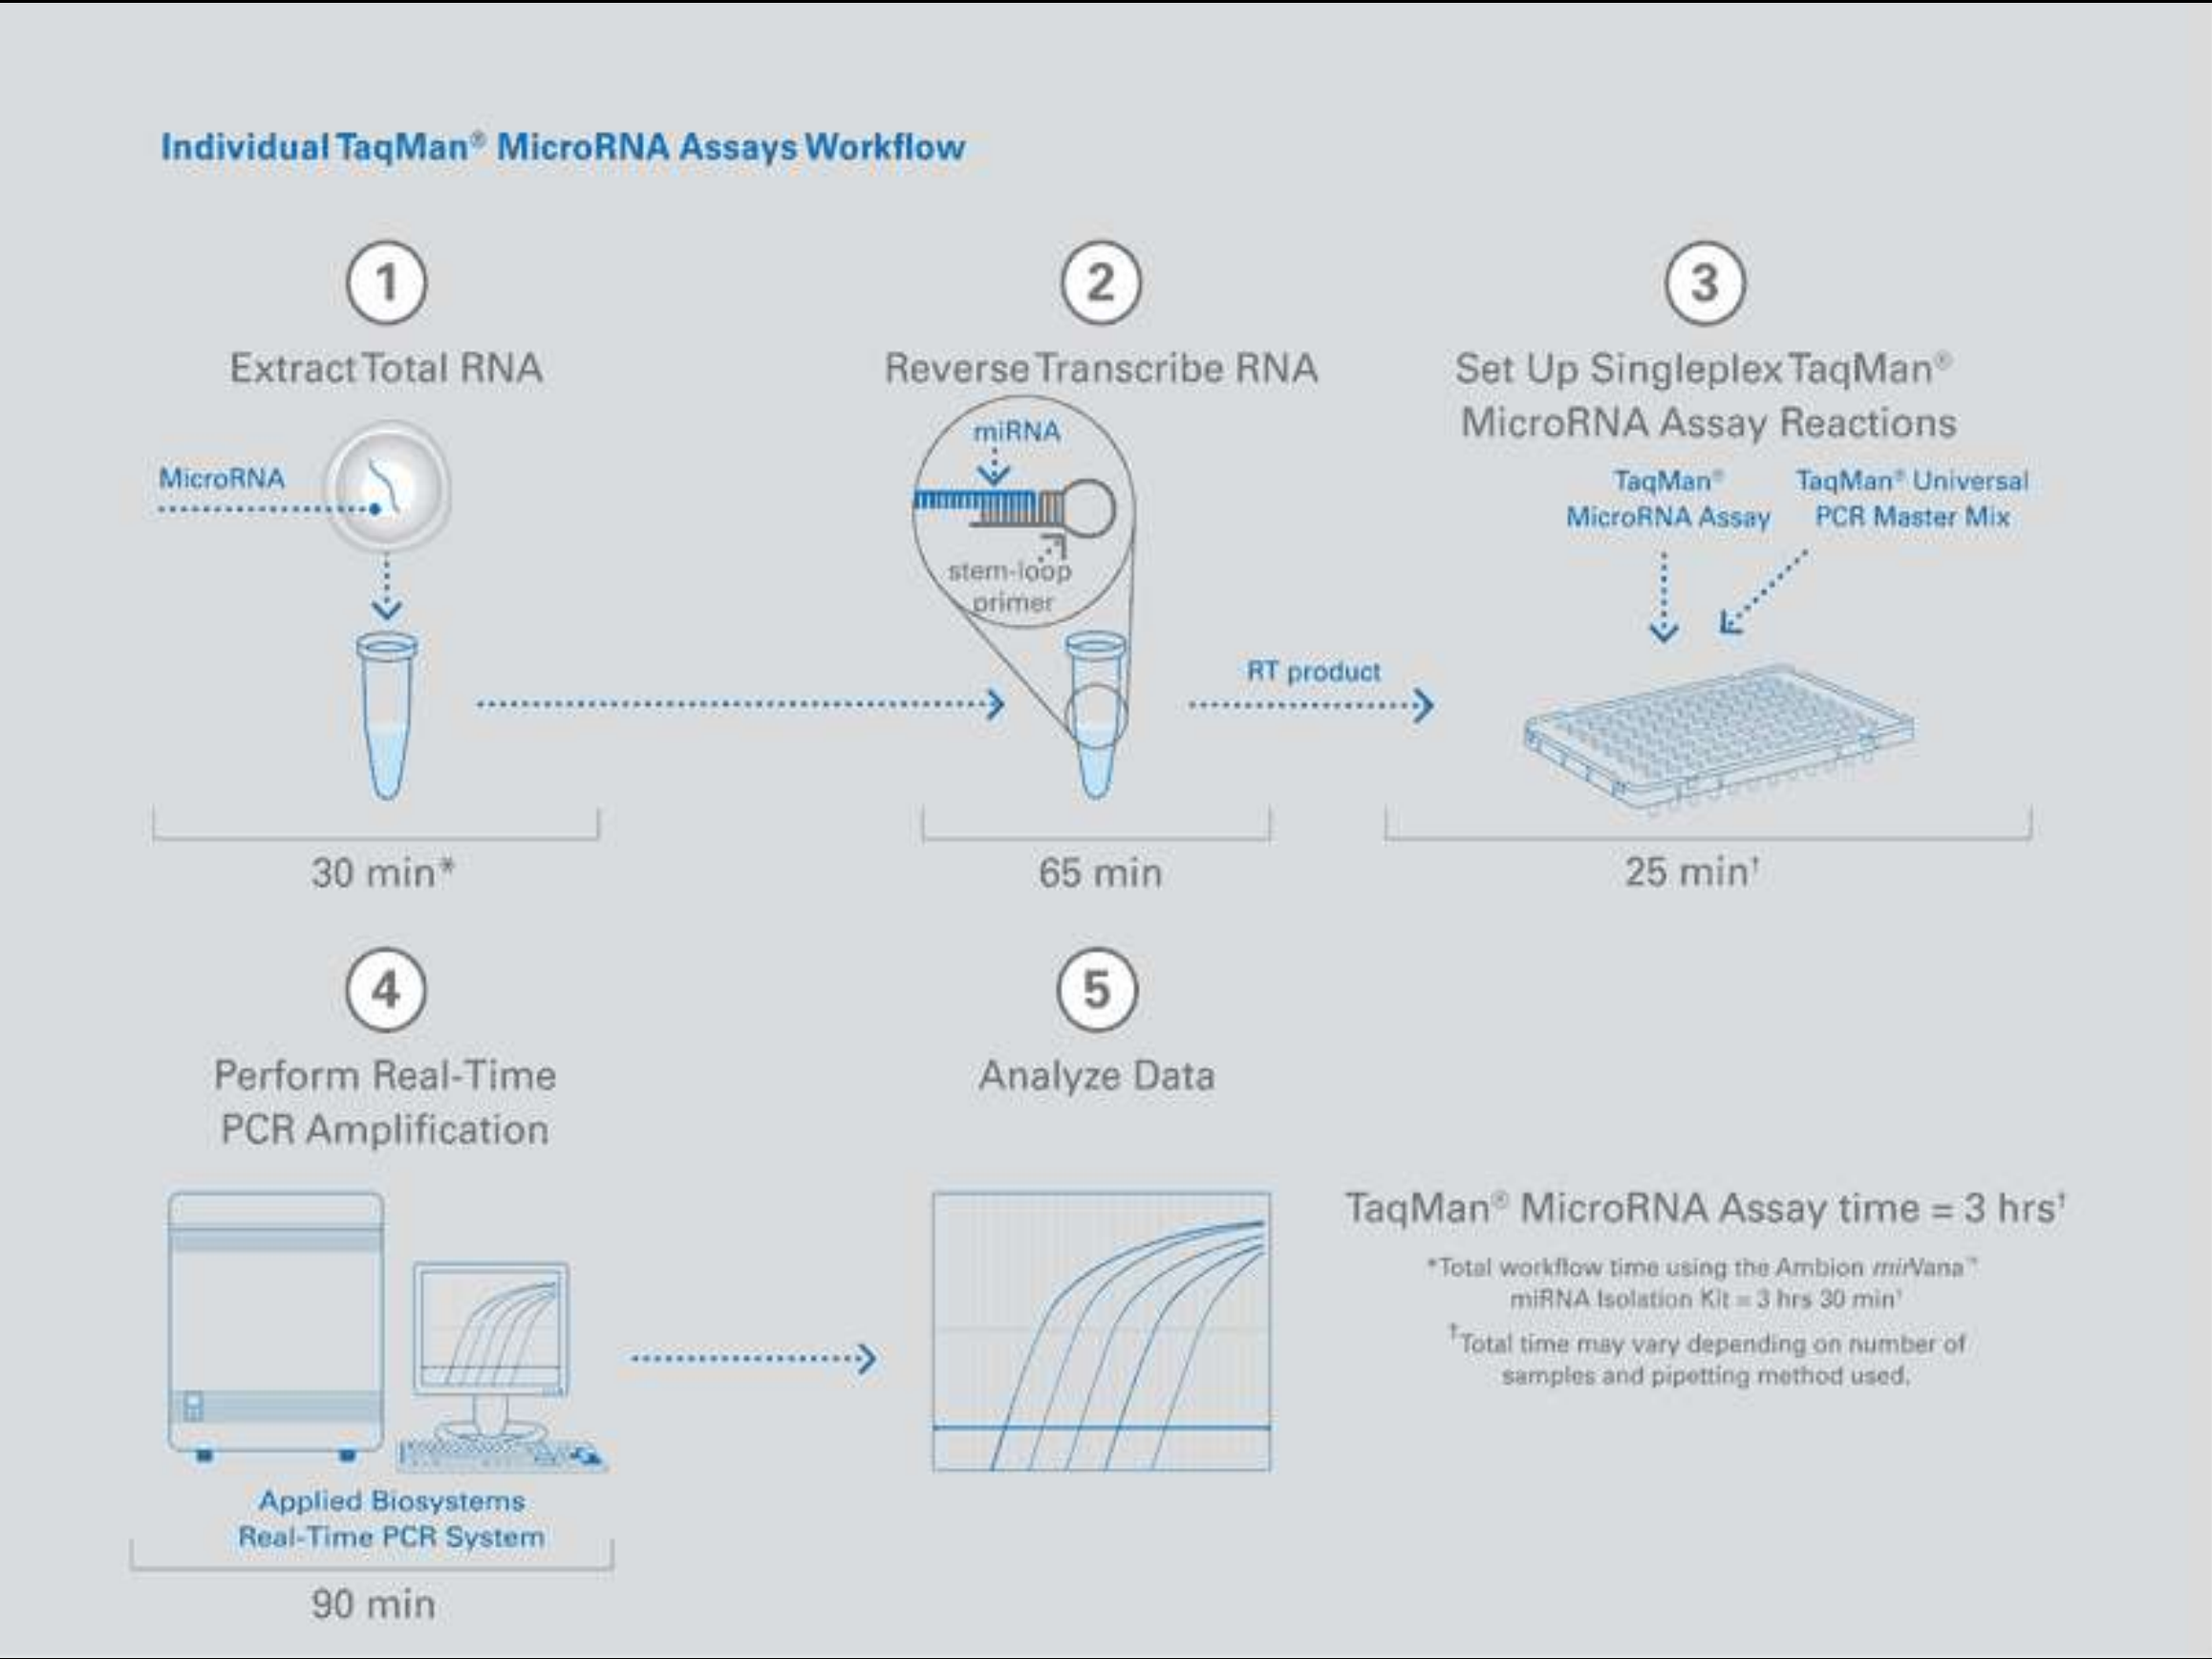 Individual TaqMan® MicroRNA Assays Workflow
1
Extract Total RNA
MicroRNA
30 min*
2
Reverse Transcribe RNA
miRNA
stem-loop
primer
RT product
65 min
3
Set Up Singleplex TaqMan®
MicroRNA Assay Reactions
TaqMan®
MicroRNA Assay
TaqMan® Universal
PCR Master Mix
25 min†
4
Perform Real-Time
PCR Amplification
Applied Biosystems
Real-Time PCR System
90 min
5
Analyze Data
TaqMan® MicroRNA Assay time = 3 hrs†
*Total workflow time using the Ambion mirVana™
miRNA Isolation Kit = 3 hrs 30 min†
†Total time may vary depending on number of
samples and pipetting method used.